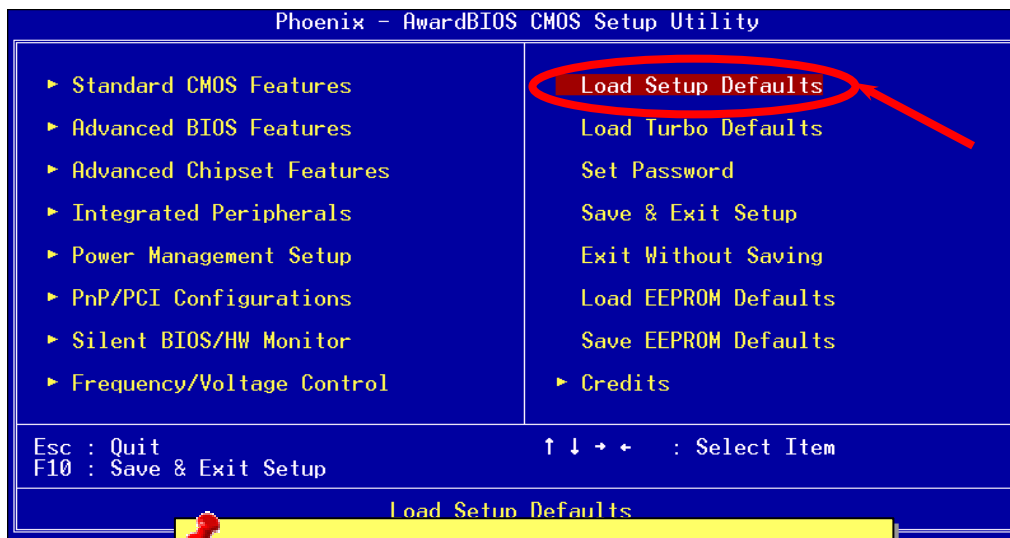 Phoenix - AwardBIOS CMOS Setup Utility
► Standard CMOS Features
► Advanced BIOS Features
► Advanced Chipset Features
► Integrated Peripherals
► Power Management Setup
► PnP/PCI Configurations
► Silent BIOS/HW Monitor
► Frequency/Voltage Control
Load Setup Defaults
Load Turbo Defaults
Set Password
Save & Exit Setup
Exit Without Saving
Load EEPROM Defaults
Save EEPROM Defaults
► Credits
Esc : Quit
F10 : Save & Exit Setup
↑ ↓ → ← : Select Item
Load Setup Defaults